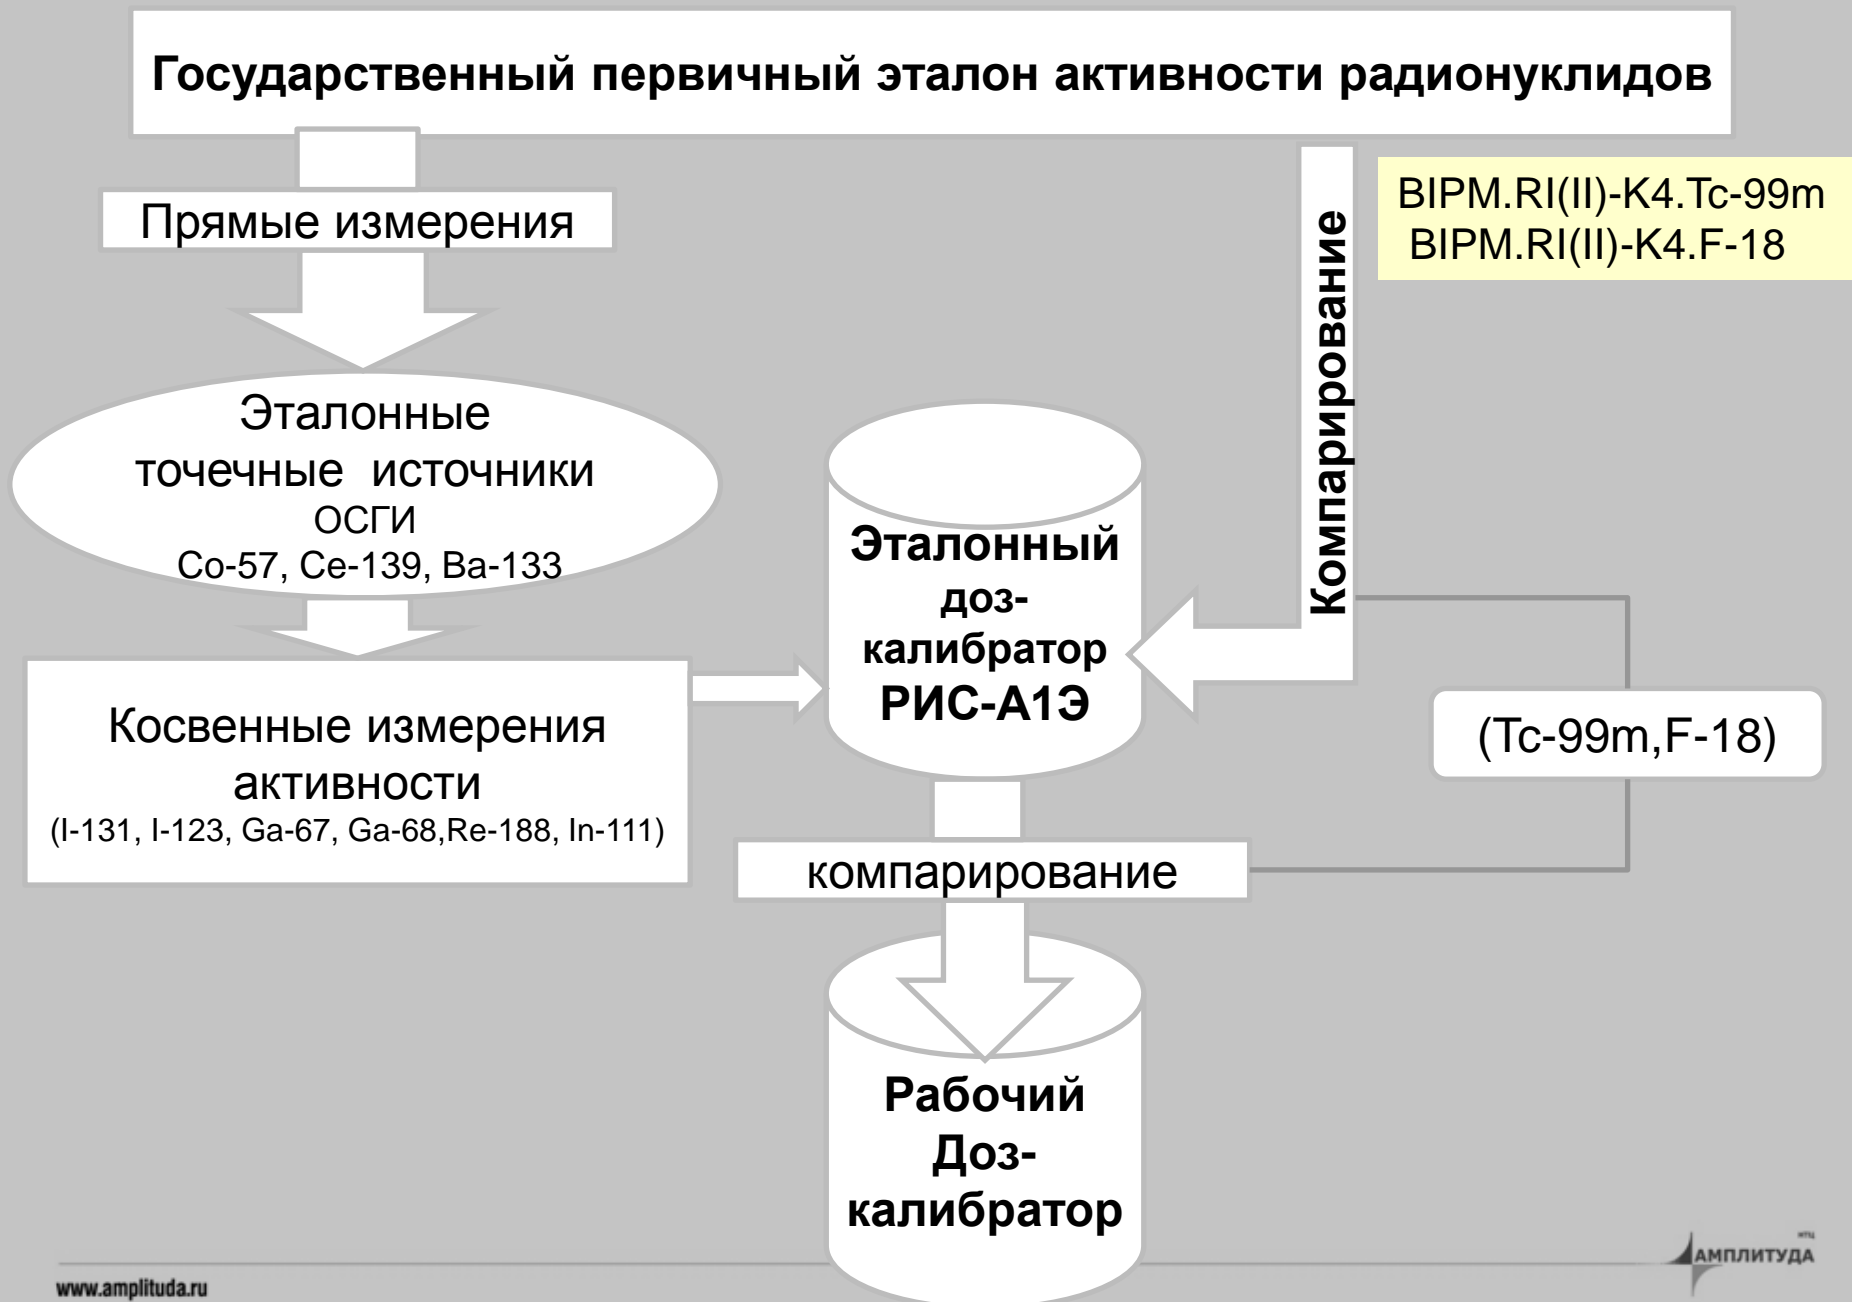 Государственный первичный эталон активности радионуклидов
Прямые измерения
Компарирование
BIPM.RI(II)-K4.Tc-99m
BIPM.RI(II)-K4.F-18
Эталонные
точечные источники
ОСГИ
Co-57, Ce-139, Ba-133
Эталонный
доз-
калибратор
РИС-А1Э
Косвенные измерения
активности
(I-131, I-123, Ga-67, Ga-68,Re-188, In-111)
(Tc-99m,F-18)
компарирование
Рабочий
Доз-
калибратор
www.amplituda.ru
НТЦ
АМПЛИТУДА